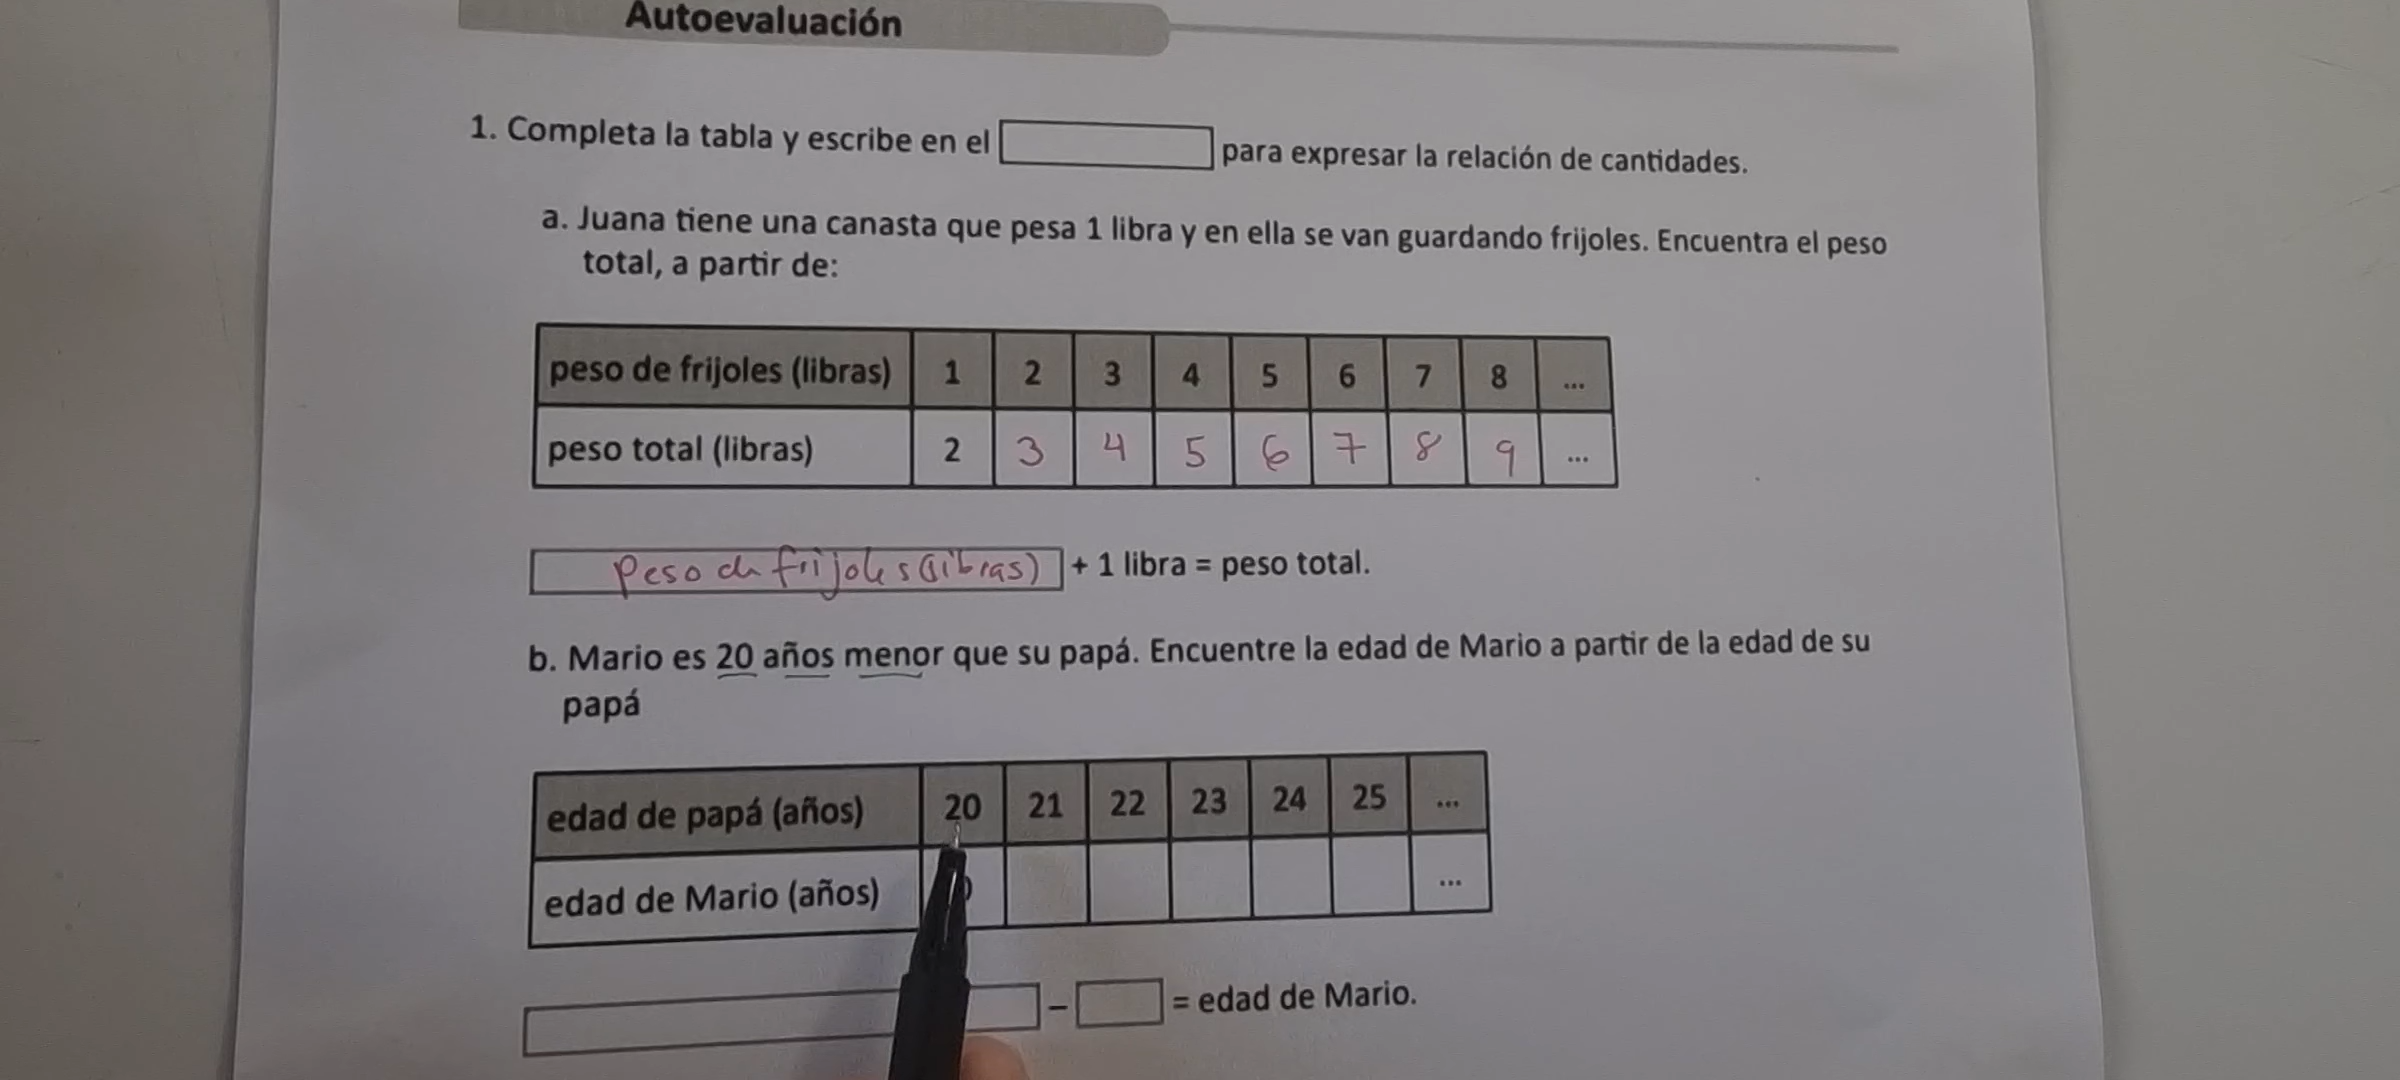 Autoevaluación
1. Completa la tabla y escribe en el para expresar la relación de cantidades.
a. Juana tiene una canasta que pesa 1 libra y en ella se van guardando frijoles. Encuentra el peso
total, a partir de:
peso de frijoles (libras) 1 2 3 4 5 6 7 8 ...
peso total (libras) 2 3 4 5 6 7 8 9 ...
Peso de frijoles (libras) + 1 libra = peso total.
b. Mario es 20 años menor que su papá. Encuentre la edad de Mario a partir de la edad de su
papá
edad de papá (años) 20 21 22 23 24 25 ...
edad de Mario (años) ...
– = edad de Mario.